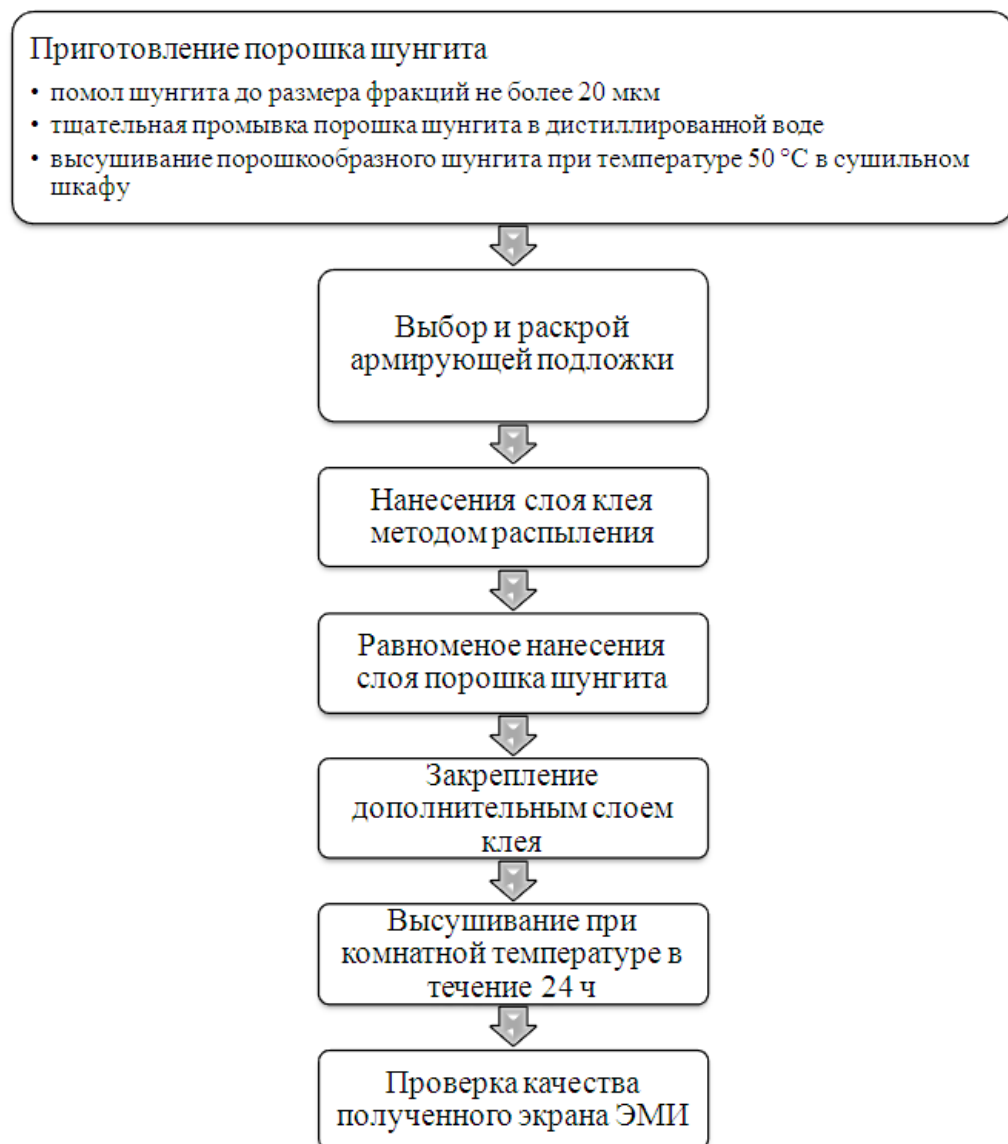 Приготовление порошка шунгита
• помол шунгита до размера фракций не более 20 мкм
• тщательная промывка порошка шунгита в дистиллированной воде
• высушивание порошкообразного шунгита при температуре 50 °С в сушильном
шкафу
Выбор и раскрой
армирующей подложки
Нанесения слоя клея
методом распыления
Равноменое нанесения
слоя порошка шунгита
Закрепление
дополнительным слоем
клея
Высушивание при
комнатной температуре в
течение 24 ч
Проверка качества
полученного экрана ЭМИ